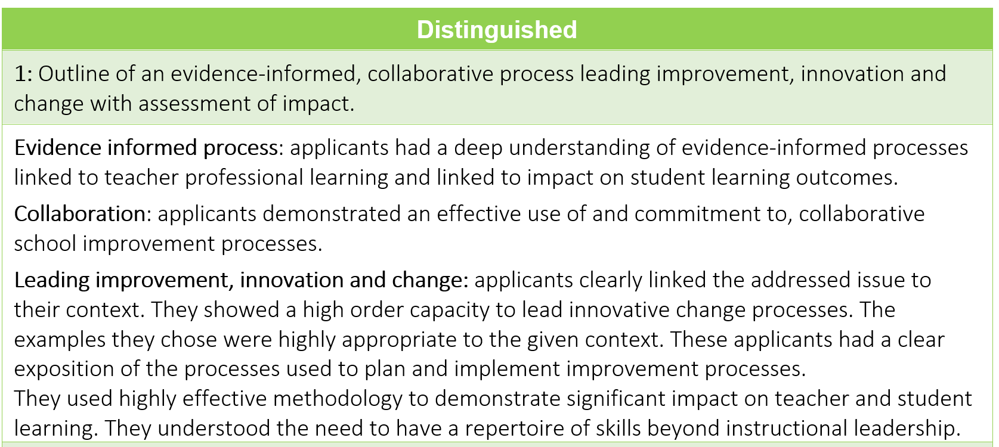 Distinguished
1: Outline of an evidence-informed, collaborative process leading improvement, innovation and
change with assessment of impact.
Evidence informed process: applicants had a deep understanding of evidence-informed processes
linked to teacher professional learning and linked to impact on student learning outcomes.
Collaboration: applicants demonstrated an effective use of and commitment to, collaborative
school improvement processes.
Leading improvement, innovation and change: applicants clearly linked the addressed issue to
their context. They showed a high order capacity to lead innovative change processes. The
examples they chose were highly appropriate to the given context. These applicants had a clear
exposition of the processes used to plan and implement improvement processes.
They used highly effective methodology to demonstrate significant impact on teacher and student
learning. They understood the need to have a repertoire of skills beyond instructional leadership.